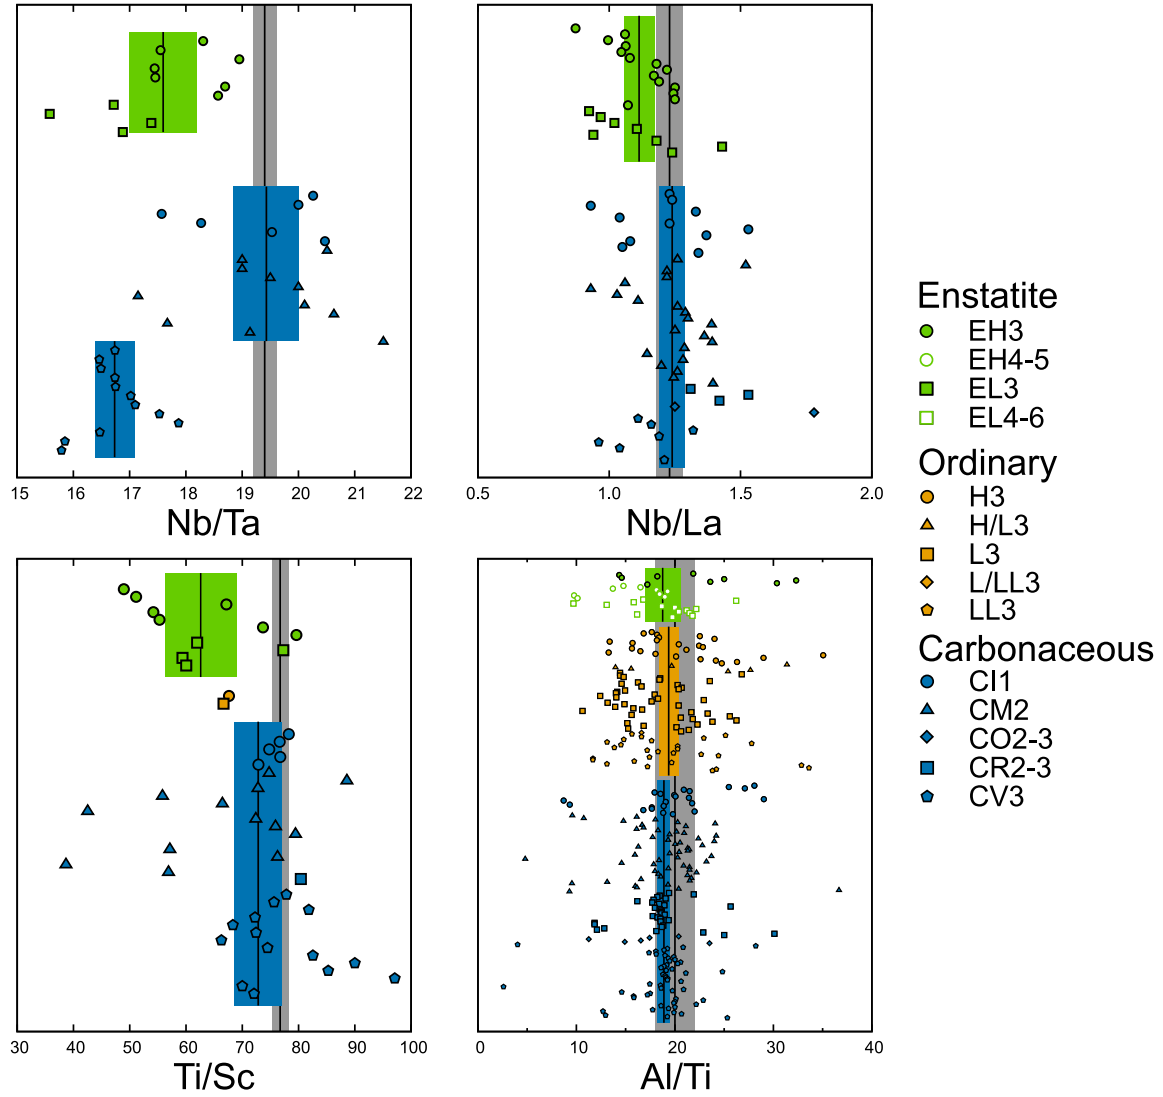 15 16 17 18 19 20 21 22
Nb/Ta
0.5 1.0 1.5 2.0
Nb/La
30 40 50 60 70 80 90 100
Ti/Sc
0 10 20 30 40
Al/Ti
Enstatite
EH3
EH4-5
EL3
EL4-6
Ordinary
H3
H/L3
L3
L/LL3
LL3
Carbonaceous
CI1
CM2
CO2-3
CR2-3
CV3